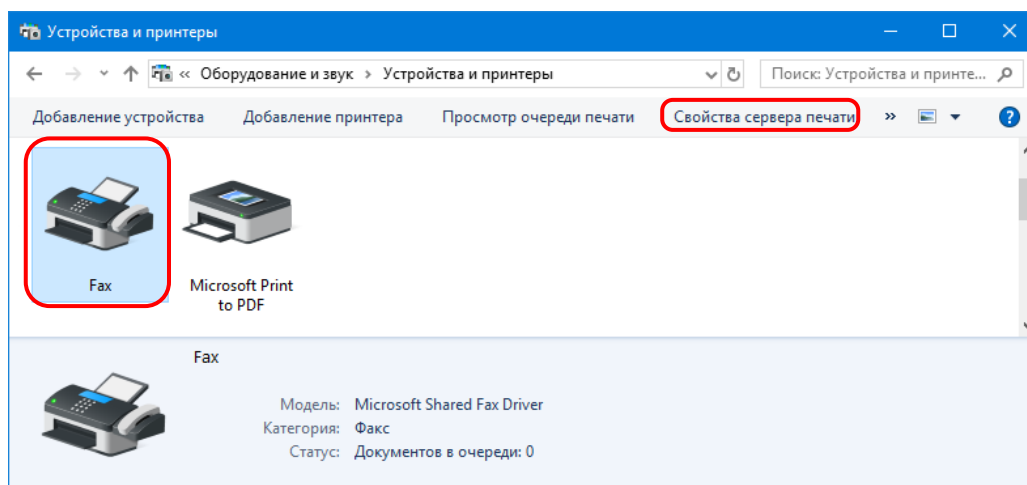 Устройства и принтеры
« Оборудование и звук › Устройства и принтеры
Поиск: Устройства и принте...
Добавление устройства Добавление принтера Просмотр очереди печати Свойства сервера печати » ?
Fax
Microsoft Print
to PDF
Fax
Модель: Microsoft Shared Fax Driver
Категория: Факс
Статус: Документов в очереди: 0